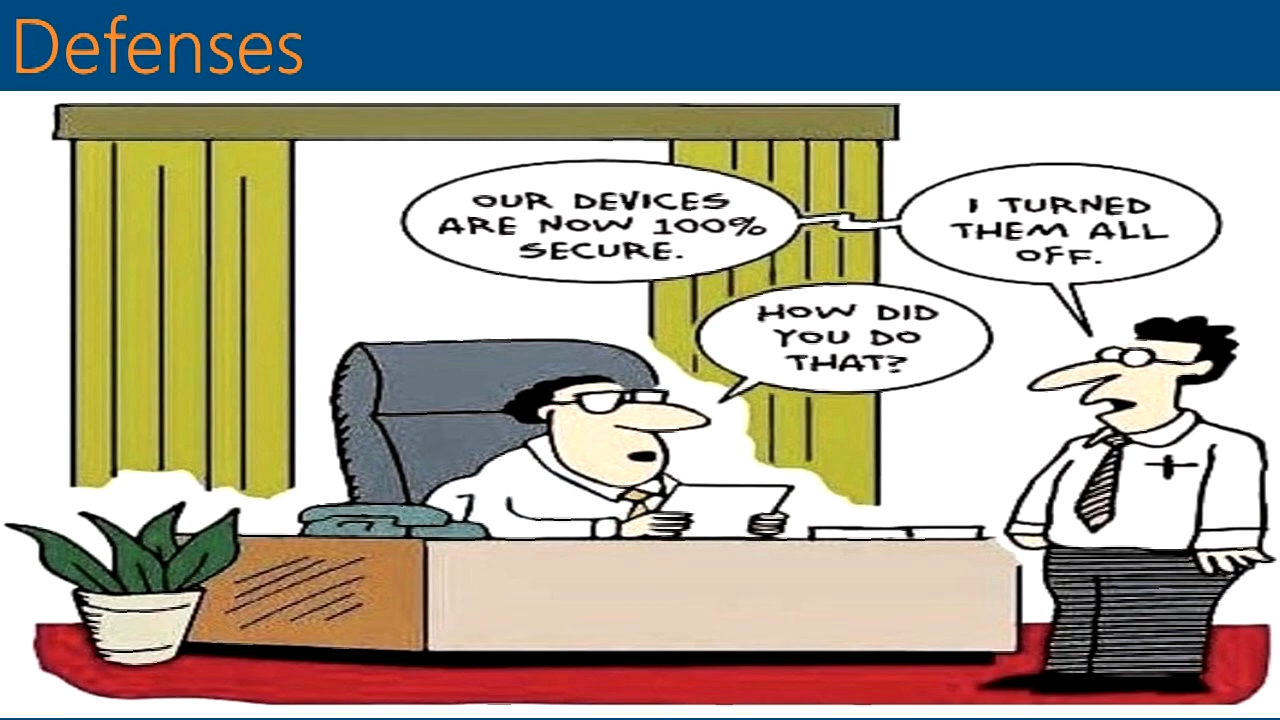 Defenses
OUR DEVICES
ARE NOW 100%
SECURE.
HOW DID
YOU DO
THAT?
I TURNED
THEM ALL
OFF.